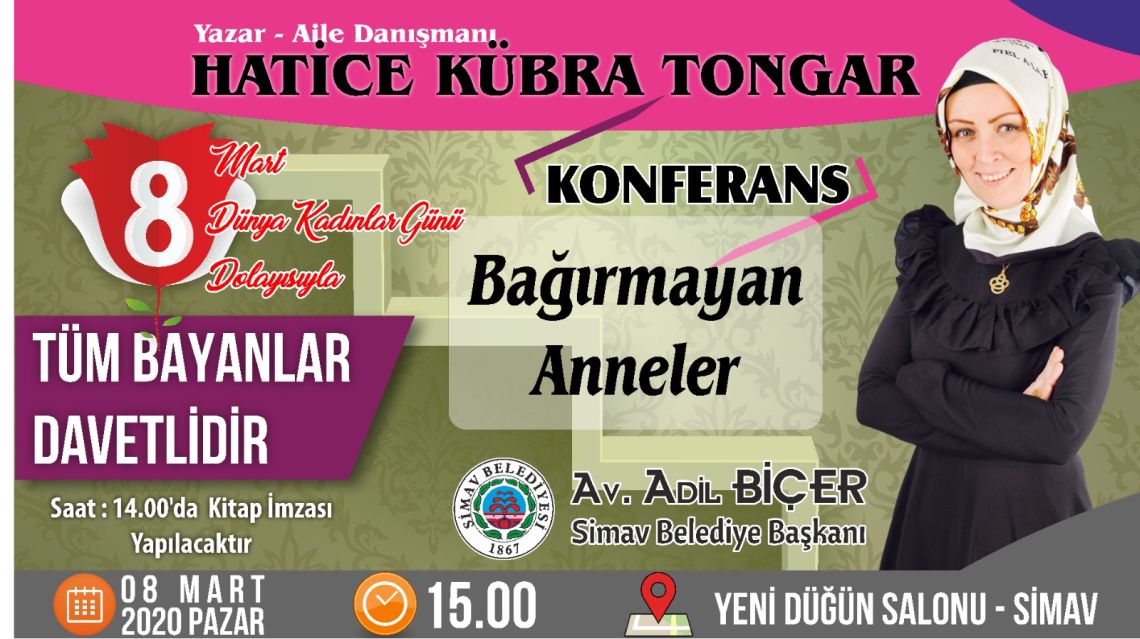 Yazar - Aile Danışmanı
HATİCE KÜBRA TONGAR
8
Mart
Dünya Kadınlar Günü
Dolayısıyla
KONFERANS
Bağırmayan
Anneler
TÜM BAYANLAR
DAVETLİDİR
Saat : 14.00'da Kitap İmzası
Yapılacaktır
SİMAV BELEDİYESİ
1867
Av. Adil BİÇER
Simav Belediye Başkanı
08 MART
2020 PAZAR
15.00
YENİ DÜĞÜN SALONU - SİMAV